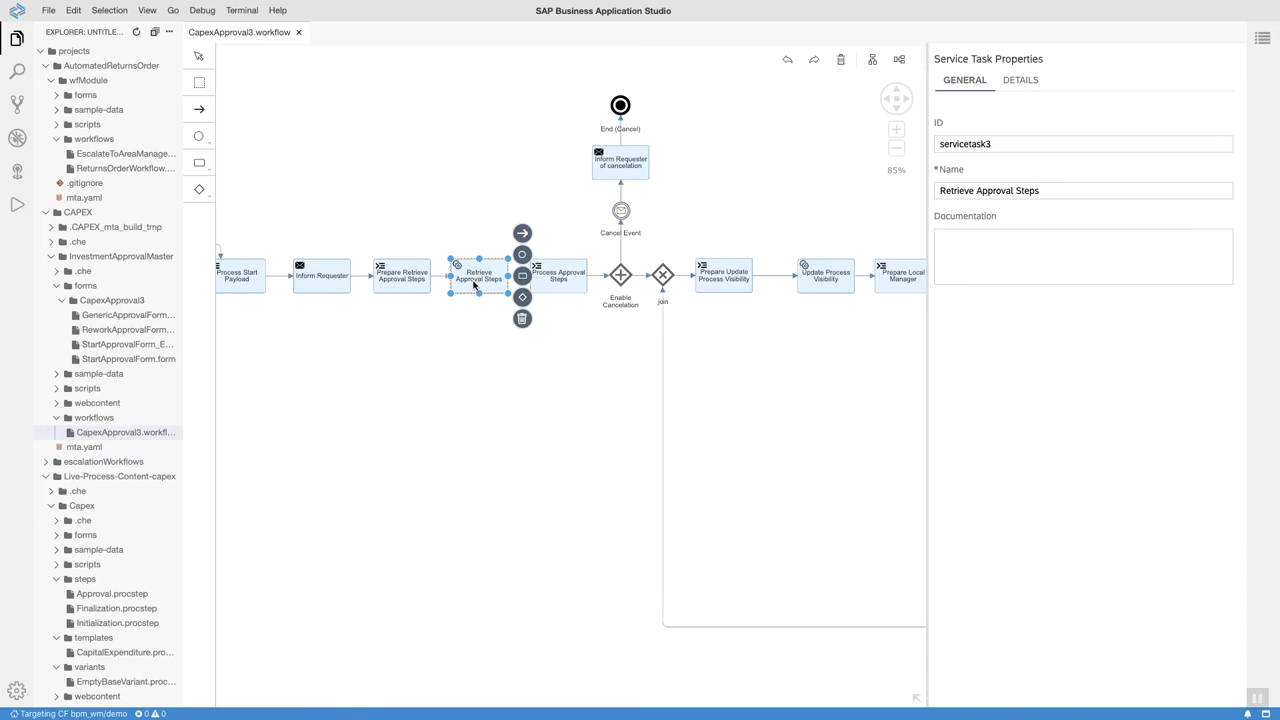 File Edit Selection View Go Debug Terminal Help
SAP Business Application Studio
EXPLORER: UNTITLE...
projects
AutomatedReturnsOrder
wfModule
forms
sample-data
scripts
workflows
EscalateToAreaManage...
ReturnsOrderWorkflow....
.gitignore
mta.yaml
CAPEX
.CAPEX_mta_build_tmp
.che
InvestmentApprovalMaster
.che
forms
CapexApproval3
GenericApprovalForm...
ReworkApprovalForm...
StartApprovalForm_E...
StartApprovalForm.form
sample-data
scripts
webcontent
workflows
CapexApproval3.workfl...
mta.yaml
escalationWorkflows
Live-Process-Content-capex
.che
Capex
.che
forms
sample-data
scripts
steps
Approval.procstep
Finalization.procstep
Initialization.procstep
templates
CapitalExpenditure.pro...
variants
EmptyBaseVariant.proc...
webcontent
CapexApproval3.workflow
End (Cancel)
Inform Requester
of cancelation
Cancel Event
85%
Process Start
Payload
Inform Requester
Prepare Retrieve
Approval Steps
Retrieve
Approval Steps
Process Approval
Steps
Enable
Cancelation
join
Prepare Update
Process Visibility
Update Process
Visibility
Prepare Local
Manager
Service Task Properties
GENERAL DETAILS
ID
servicetask3
*Name
Retrieve Approval Steps
Documentation
Targeting CF bpm_wm/demo 0 0